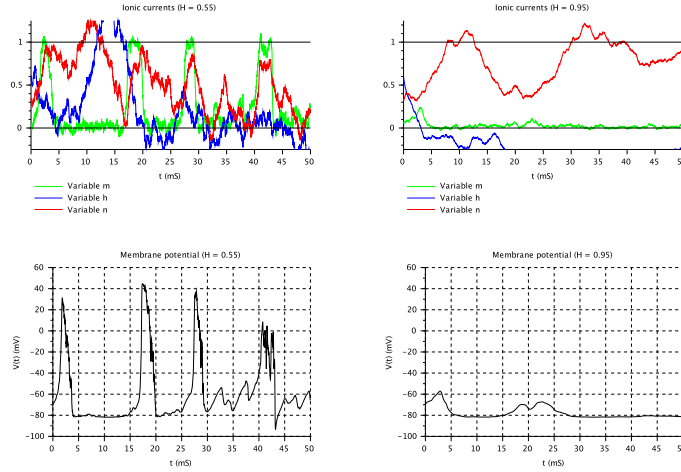 Ionic currents (H = 0.55)
1
0.5
0
0 5 10 15 20 25 30 35 40 45 50
t (mS)
Variable m
Variable h
Variable n
Ionic currents (H = 0.95)
1
0.5
0
0 5 10 15 20 25 30 35 40 45 50
t (mS)
Variable m
Variable h
Variable n
Membrane potential (H = 0.55)
V(t) (mV)
60
40
20
0
−20
−40
−60
−80
−100
0 5 10 15 20 25 30 35 40 45 50
t (mS)
Membrane potential (H = 0.95)
V(t) (mV)
60
40
20
0
−20
−40
−60
−80
−100
0 5 10 15 20 25 30 35 40 45 50
t (mS)